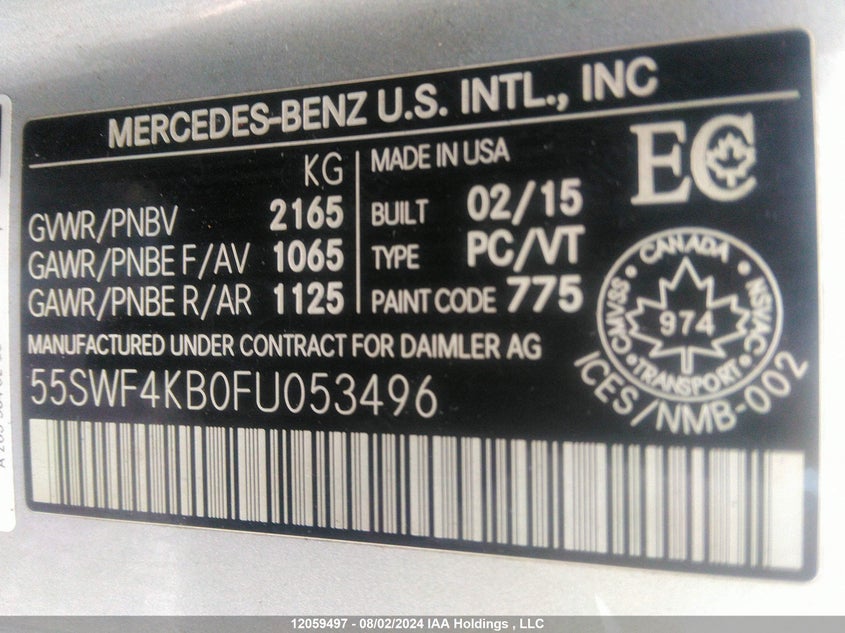 MERCEDES-BENZ U.S. INTL., INC
KG
GVWR/PNBV 2165
GAWR/PNBE F/AV 1065
GAWR/PNBE R/AR 1125
MADE IN USA
BUILT 02/15
TYPE PC/VT
PAINT CODE 775
EC
CANADA
CMVSS
974
NSVAC
TRANSPORT
ICES/NMB-002
MANUFACTURED UNDER CONTRACT FOR DAIMLER AG
55SWF4KB0FU053496
12059497 - 08/02/2024 IAA Holdings , LLC